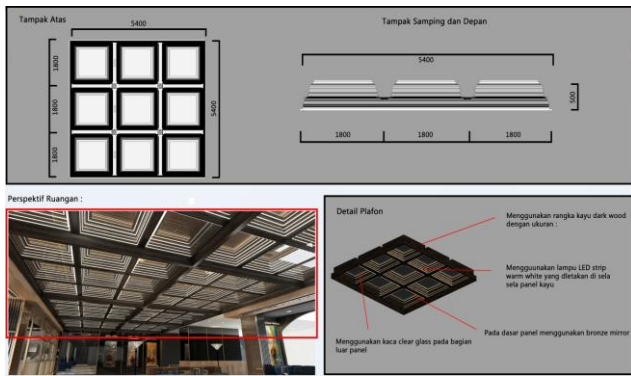 Tampak Atas
5400
1800
1800
1800
5400
Tampak Samping dan Depan
5400
500
1800
1800
1800
Perspektif Ruangan :
Detail Plafon
Menggunakan rangka kayu dark wood
dengan ukuran :
Mengguunakan lampu LED strip
warm white yang dletakan di sela
sela panel kayu
Pada dasar panel menggunakan bronze mirror
Menggunakan kaca clear glass pada bagian
luar panel